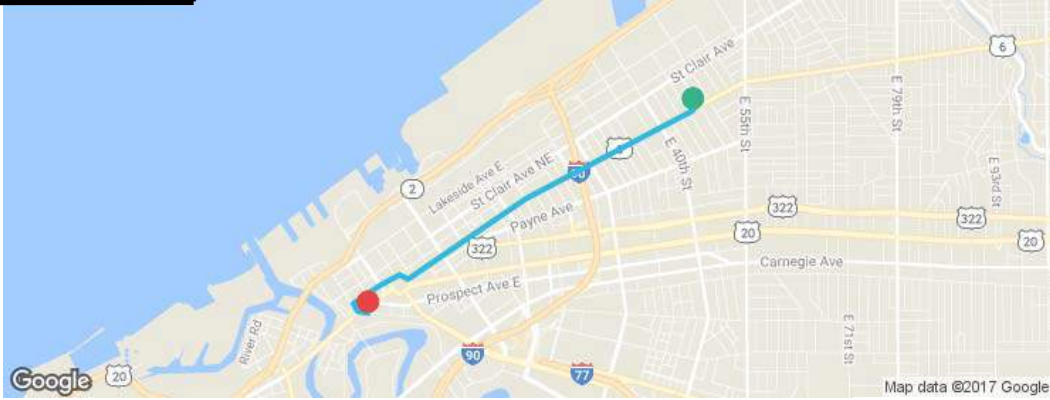 6
St Clair Ave
E 55th St
E 79th St
E 40th St
6
90
E 93rd St
2
Lakeside Ave E
St Clair Ave NE
Payne Ave
322
322
322
20
20
Carnegie Ave
Prospect Ave E
River Rd
E 71st St
90
77
20
Google
Map data ©2017 Google